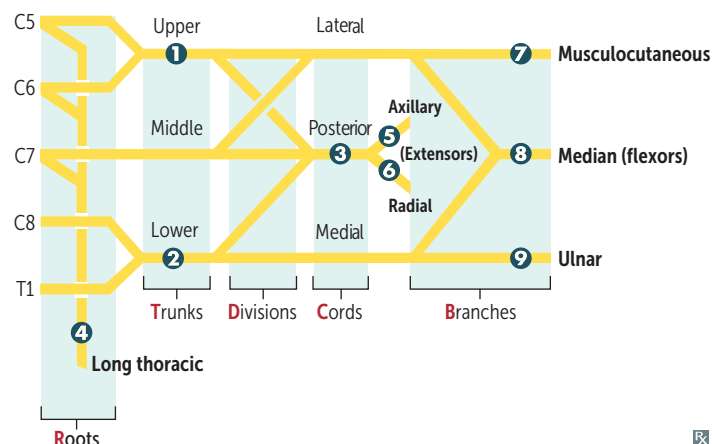 C5
Upper
Lateral
1
7
Musculocutaneous
C6
Axillary
Middle
Posterior
5
(Extensors)
C7
3
8
Median (flexors)
6
Radial
C8
Lower
Medial
2
9
Ulnar
T1
Trunks
Divisions
Cords
Branches
4
Long thoracic
Roots
Rx